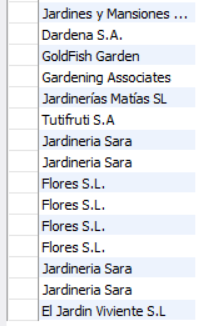 Jardines y Mansiones ...
Dardena S.A.
GoldFish Garden
Gardening Associates
Jardinerías Matías SL
Tutifruti S.A
Jardineria Sara
Jardineria Sara
Flores S.L.
Flores S.L.
Flores S.L.
Flores S.L.
Jardineria Sara
Jardineria Sara
El Jardin Viviente S.L